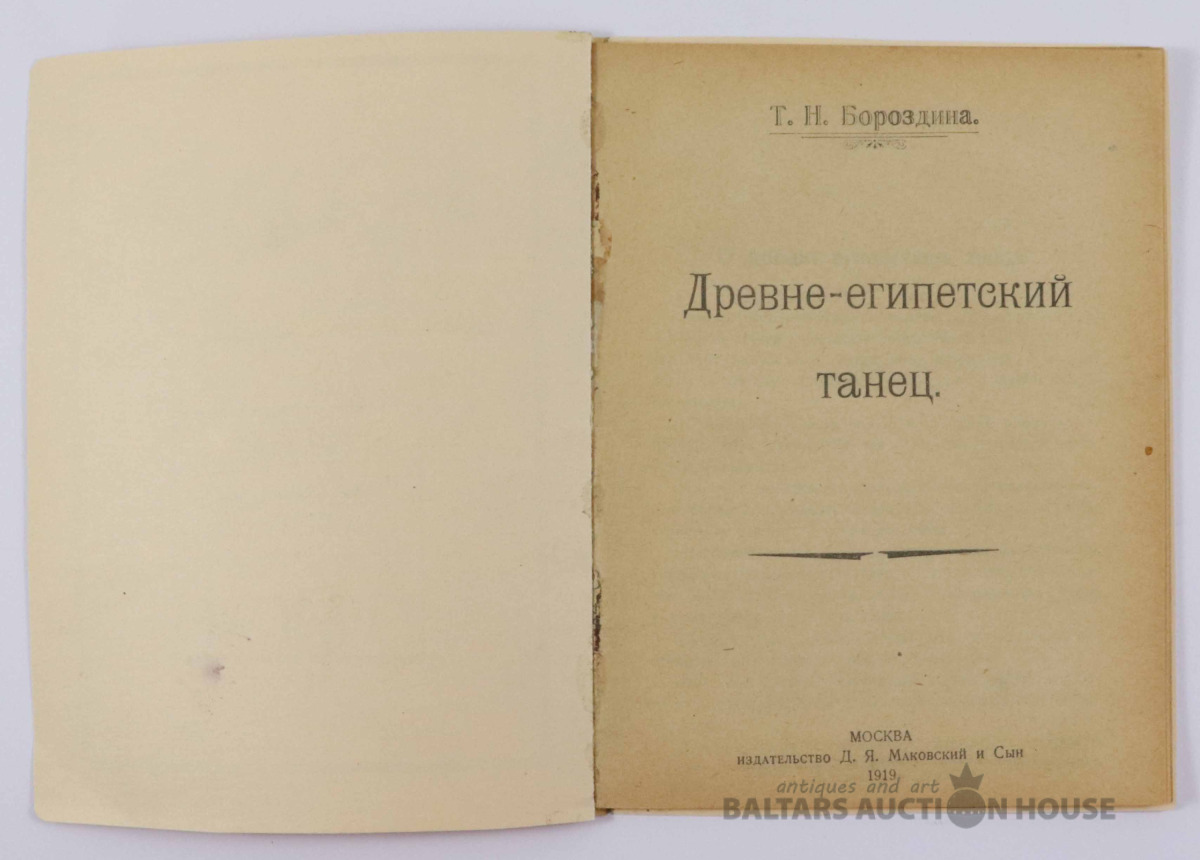 Т. Н. Бороздина.
Древне-египетский
танец.
МОСКВА
издательство Д. Я. Маковский и Сын
1919
antiques and art
BALTARS AUCTION HOUSE